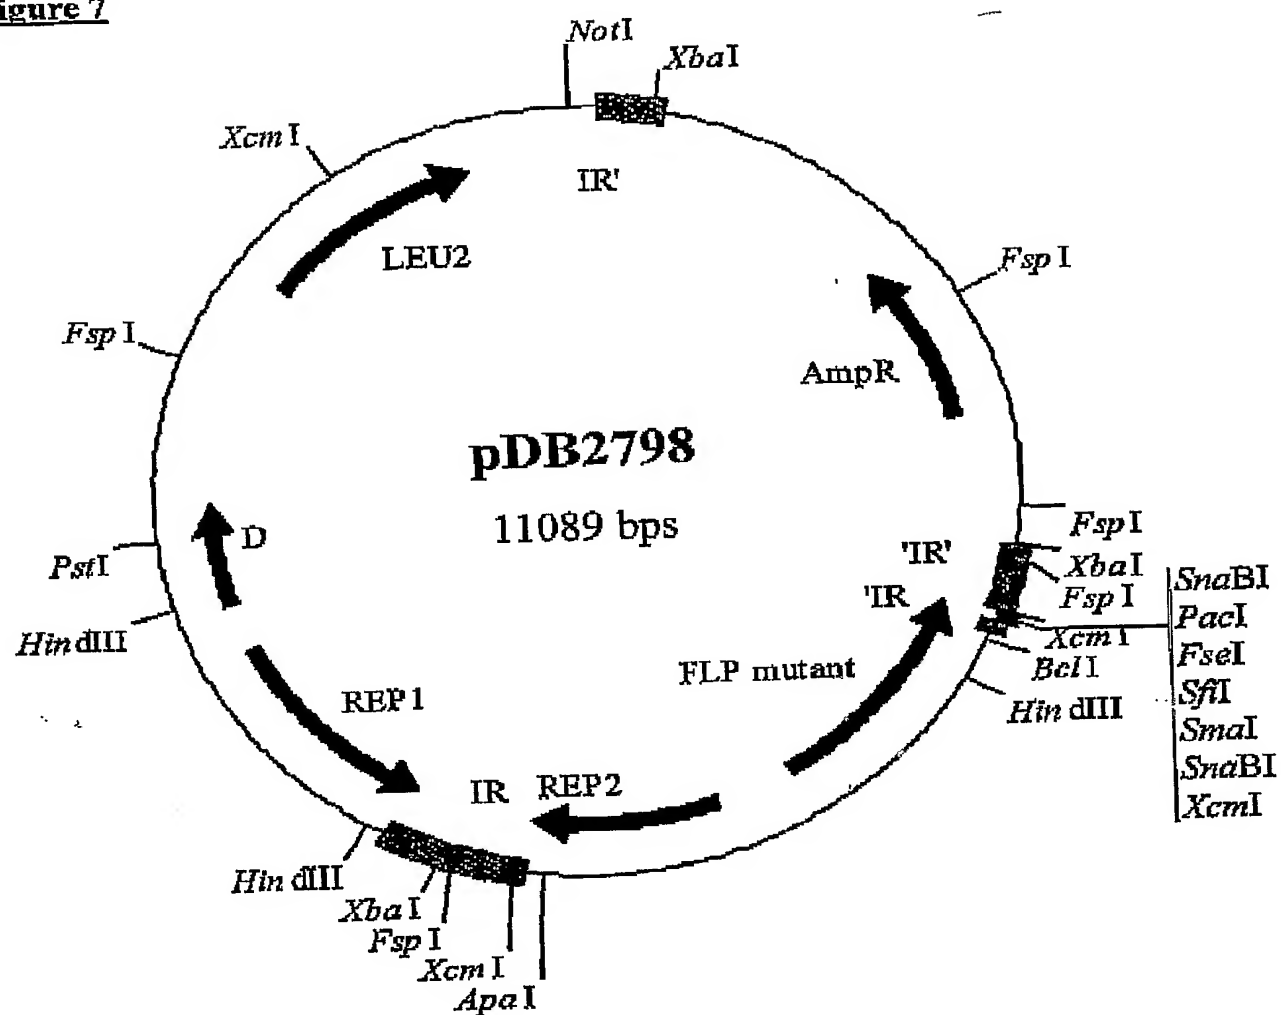 igure 7
NotI
XbaI
XcmI
IR'
LEU2
FspI
FspI
AmpR
pDB2798
11089 bps
FspI
D
PstI
HindIII
'IR'
'IR
FspI
XbaI
FspI
XcmI
BclI
HindIII
SnaBI
PacI
FseI
SfiI
SmaI
SnaBI
XcmI
FLP mutant
REP1
IR
REP2
HindIII
XbaI
FspI
XcmI
ApaI